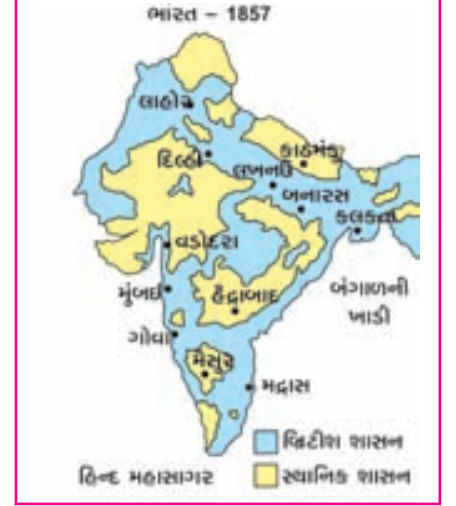 ભારત – 1857
લાહોર
દિલ્હી
કાઠમંડુ
લખનઉ
બનારસ
કલકત્તા
વડોદરા
મુંબઈ
હૈદ્રાબાદ
બંગાળની
ખાડી
ગોવા
મૈસુર
મદ્રાસ
બ્રિટીશ શાસન
હિન્દ મહાસાગર
સ્થાનિક શાસન